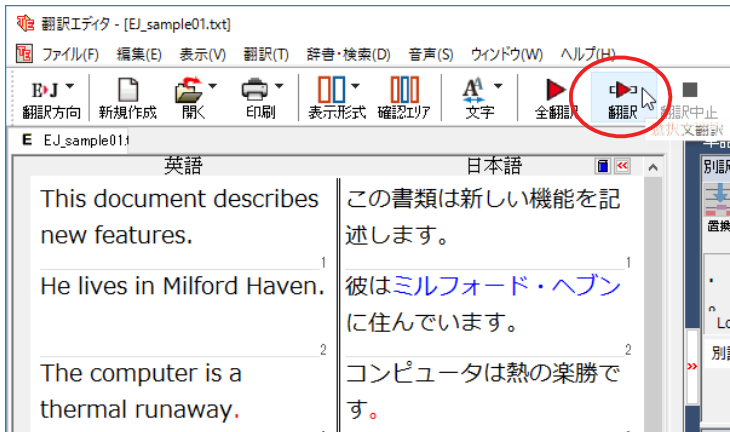 翻訳エディタ - [EJ_sample01.txt]
ファイル(F) 編集(E) 表示(V) 翻訳(T) 辞書・検索(D) 音声(S) ウィンドウ(W) ヘルプ(H)
翻訳方向 新規作成 開く 印刷 表示形式 確認エリア 文字 全翻訳 翻訳 翻訳中止
選択文翻訳
E EJ_sample01.t
英語 日本語
別訳
This document describes
new features.
1
この書類は新しい機能を記
述します。
1
置換
He lives in Milford Haven.
2
彼はミルフォード・ヘブン
に住んでいます。
2
Lo
別訳
The computer is a
thermal runaway.
コンピュータは熱の楽勝で
す。